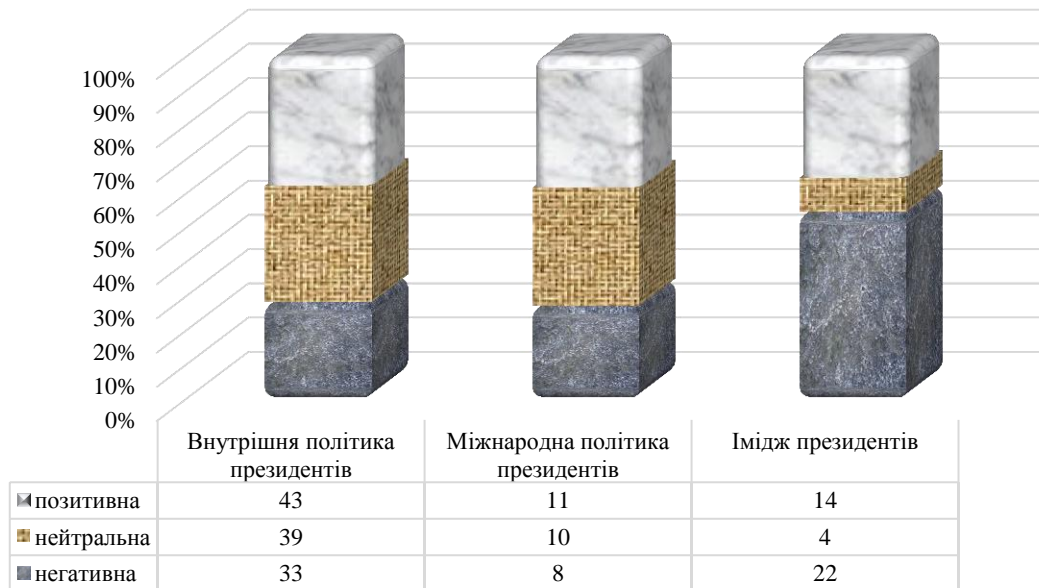 100%
90%
80%
70%
60%
50%
40%
30%
20%
10%
0%
Внутрішня політика президентів
Міжнародна політика президентів
Імідж президентів
позитивна 43 11 14
нейтральна 39 10 4
негативна 33 8 22